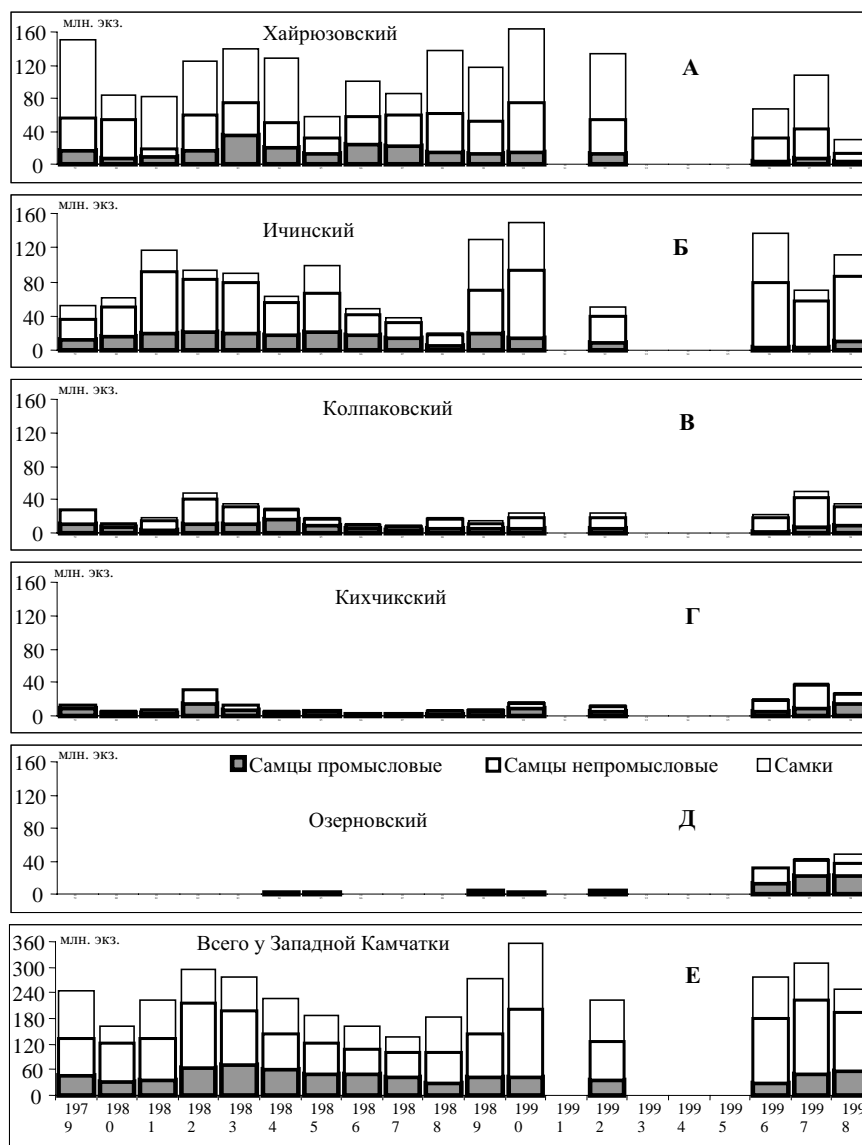 млн. экз.
Хайрюзовский
А
160
120
80
40
0
млн. экз.
Ичинский
Б
160
120
80
40
0
млн. экз.
Колпаковский
В
160
120
80
40
0
млн. экз.
Кихчикский
Г
160
120
80
40
0
млн. экз.
Самцы промысловые Самцы непромысловые Самки
Озерновский
Д
160
120
80
40
0
млн. экз.
Всего у Западной Камчатки
Е
360
300
240
180
120
60
0
197 198 198 198 198 198 198 198 198 198 198 199 199 199 199 199 199 199 199 199
9 0 1 2 3 4 5 6 7 8 9 0 1 2 3 4 5 6 7 8